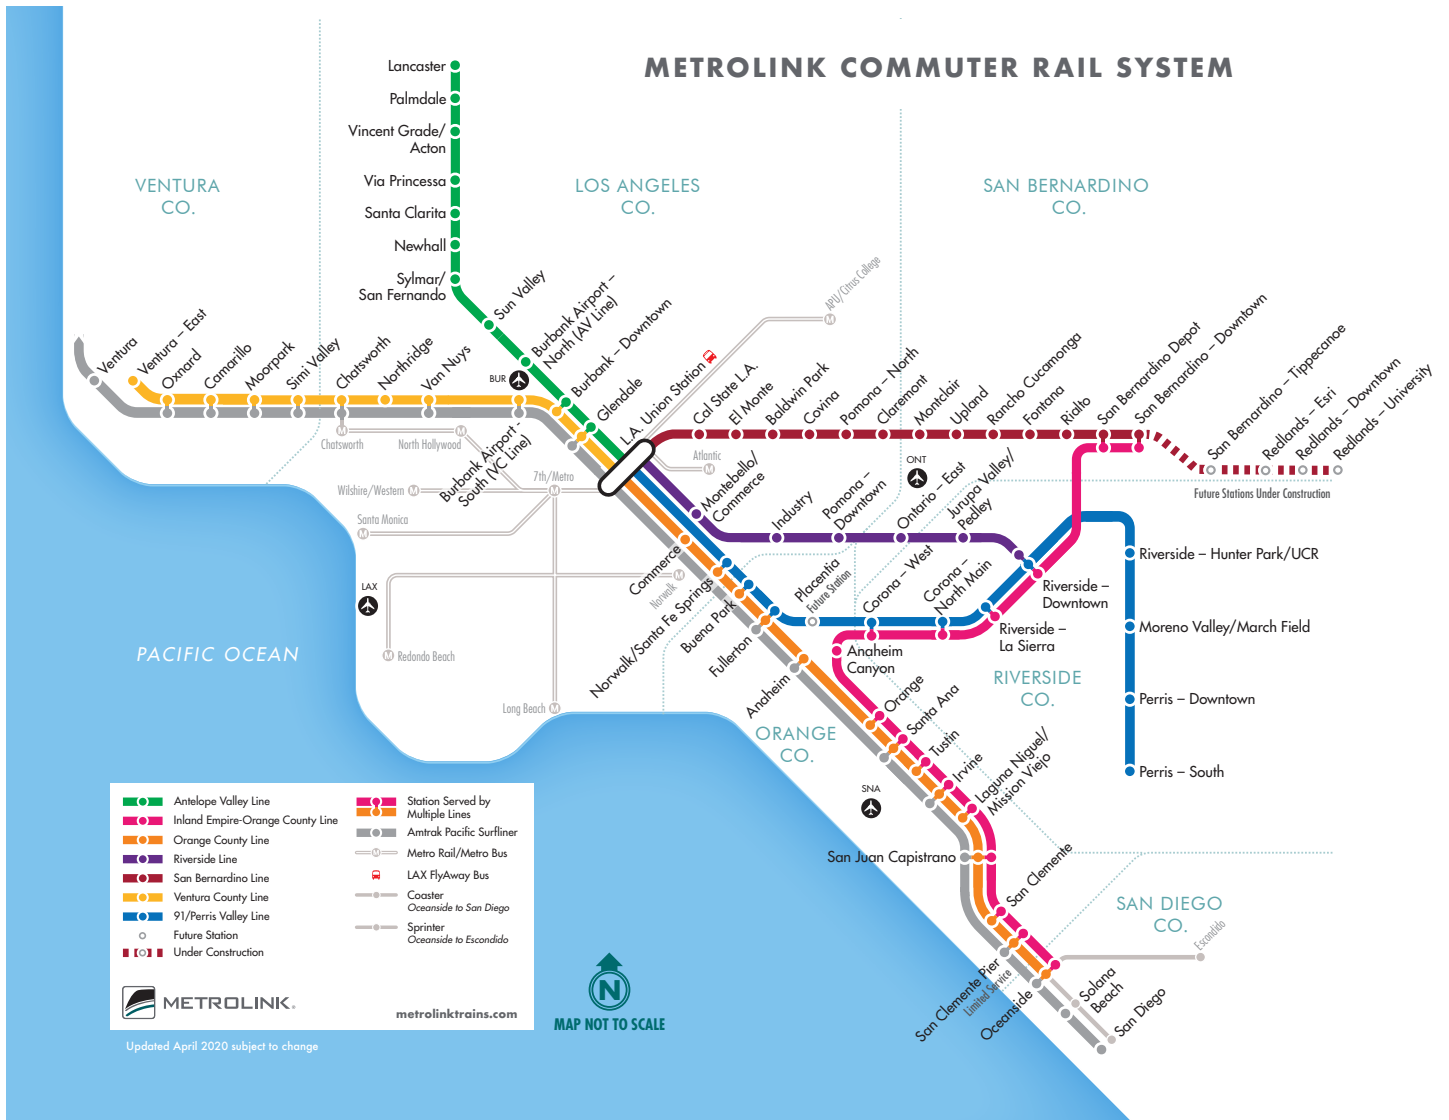 METROLINK COMMUTER RAIL SYSTEM
VENTURA
CO.
LOS ANGELES
CO.
SAN BERNARDINO
CO.
Lancaster
Palmdale
Vincent Grade/
Acton
Via Princessa
Santa Clarita
Newhall
Sylmar/
San Fernando
Sun Valley
Burbank Airport –
North (AV Line)
Burbank – Downtown
Glendale
L.A. Union Station
BUR
Ventura
Ventura – East
Oxnard
Camarillo
Moorpark
Simi Valley
Chatsworth
Northridge
Van Nuys
Burbank Airport -
South (VC Line)
M
Chatsworth
M
North Hollywood
M
APU/Citrus College
M
Atlantic
M
Wilshire/Western
M
7th/Metro
M
Santa Monica
M
Norwalk
M
Redondo Beach
M
Long Beach
M
LAX
Cal State L.A.
El Monte
Baldwin Park
Covina
Pomona – North
Claremont
Montclair
Upland
Rancho Cucamonga
Fontana
Rialto
San Bernardino Depot
San Bernardino – Downtown
San Bernardino – Tippecanoe
Redlands – Esri
Redlands – Downtown
Redlands – University
Future Stations Under Construction
ONT
Montebello/
Commerce
Industry
Pomona –
Downtown
Ontario – East
Jurupa Valley/
Pedley
Riverside –
Downtown
Riverside – Hunter Park/UCR
Moreno Valley/March Field
Perris – Downtown
Perris – South
Commerce
Norwalk/Santa Fe Springs
Buena Park
Fullerton
Placentia
Future Station
Corona – West
Corona –
North Main
Riverside –
La Sierra
Anaheim
Canyon
RIVERSIDE
CO.
Anaheim
Orange
Santa Ana
Tustin
Irvine
Laguna Niguel/
Mission Viejo
ORANGE
CO.
SNA
San Juan Capistrano
San Clemente
San Clemente Pier
Limited Service
Oceanside
SAN DIEGO
CO.
Escondido
Solana
Beach
San Diego
PACIFIC OCEAN
Antelope Valley Line
Inland Empire-Orange County Line
Orange County Line
Riverside Line
San Bernardino Line
Ventura County Line
91/Perris Valley Line
Future Station
Under Construction
Station Served by
Multiple Lines
Amtrak Pacific Surfliner
M
Metro Rail/Metro Bus
LAX FlyAway Bus
Coaster
Oceanside to San Diego
Sprinter
Oceanside to Escondido
METROLINK®
metrolinktrains.com
Updated April 2020 subject to change
N
MAP NOT TO SCALE